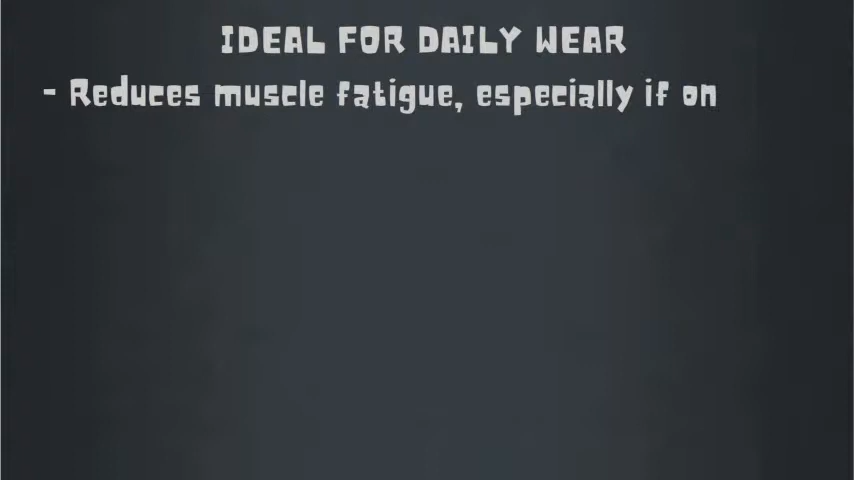 IDEAL FOR DAILY WEAR
- Reduces muscle fatigue, especially if on